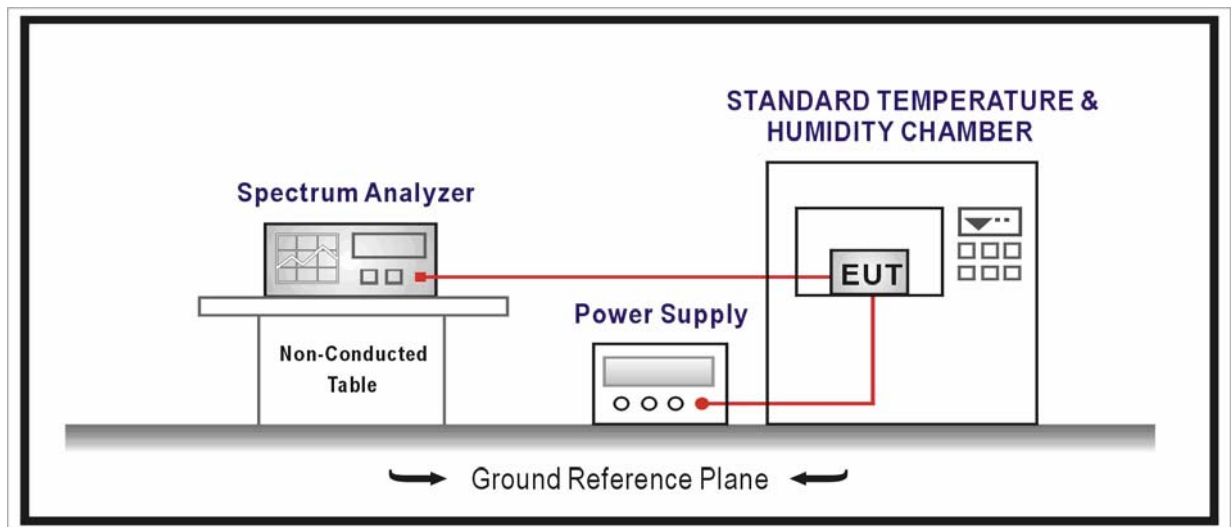 STANDARD TEMPERATURE &
HUMIDITY CHAMBER
Spectrum Analyzer
EUT
Power Supply
Non-Conducted
Table
Ground Reference Plane